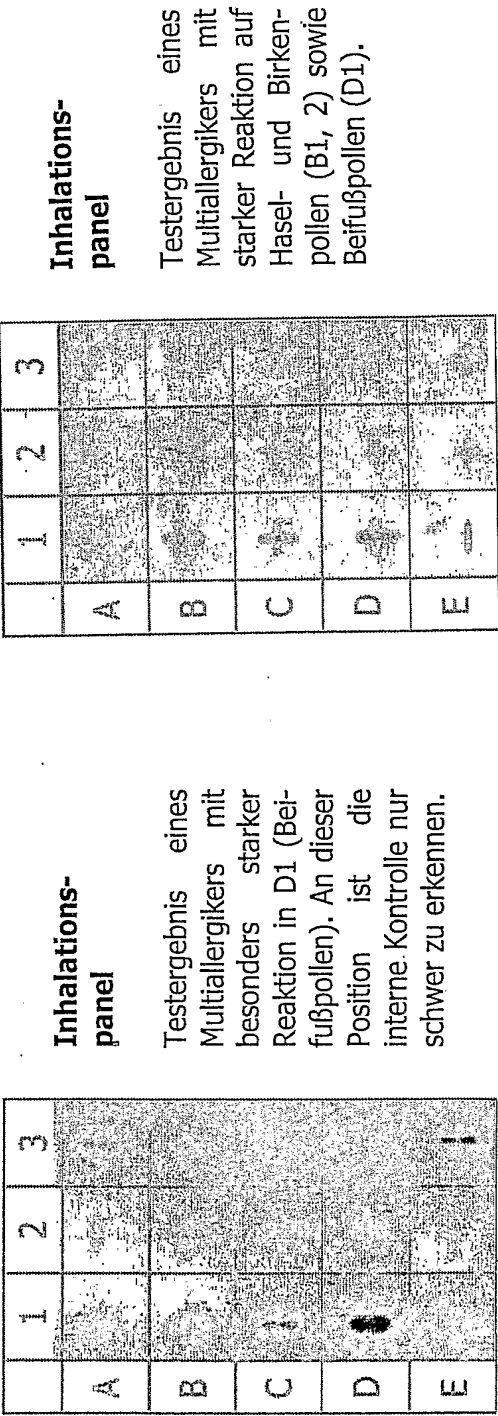 1 2 3
A
B
C
D
E
Inhalations-
panel
Testergebnis eines
Multiallergikers mit
besonders starker
Reaktion in D1 (Bei-
fußpollen). An dieser
Position ist die
interne Kontrolle nur
schwer zu erkennen.
1 2 3
A
B
C
D
E
Inhalations-
panel
Testergebnis eines
Multiallergikers mit
starker Reaktion auf
Hasel- und Birken-
pollen (B1, 2) sowie
Beifußpollen (D1).